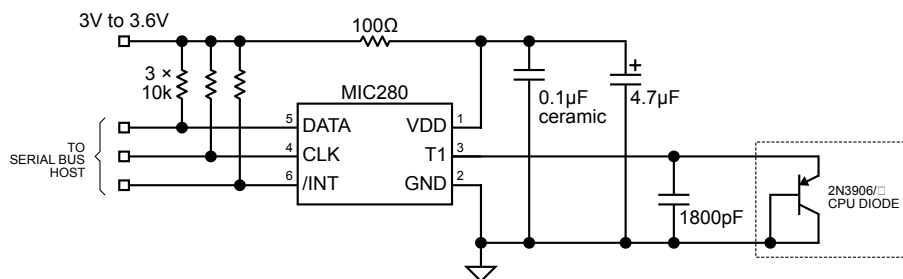 3V to 3.6V
100Ω
3 ×
10k
MIC280
0.1µF
ceramic
4.7µF
+
TO
SERIAL BUS
HOST
5
DATA
VDD
1
4
CLK
T1
3
6
/INT
GND
2
1800pF
2N3906/□
CPU DIODE